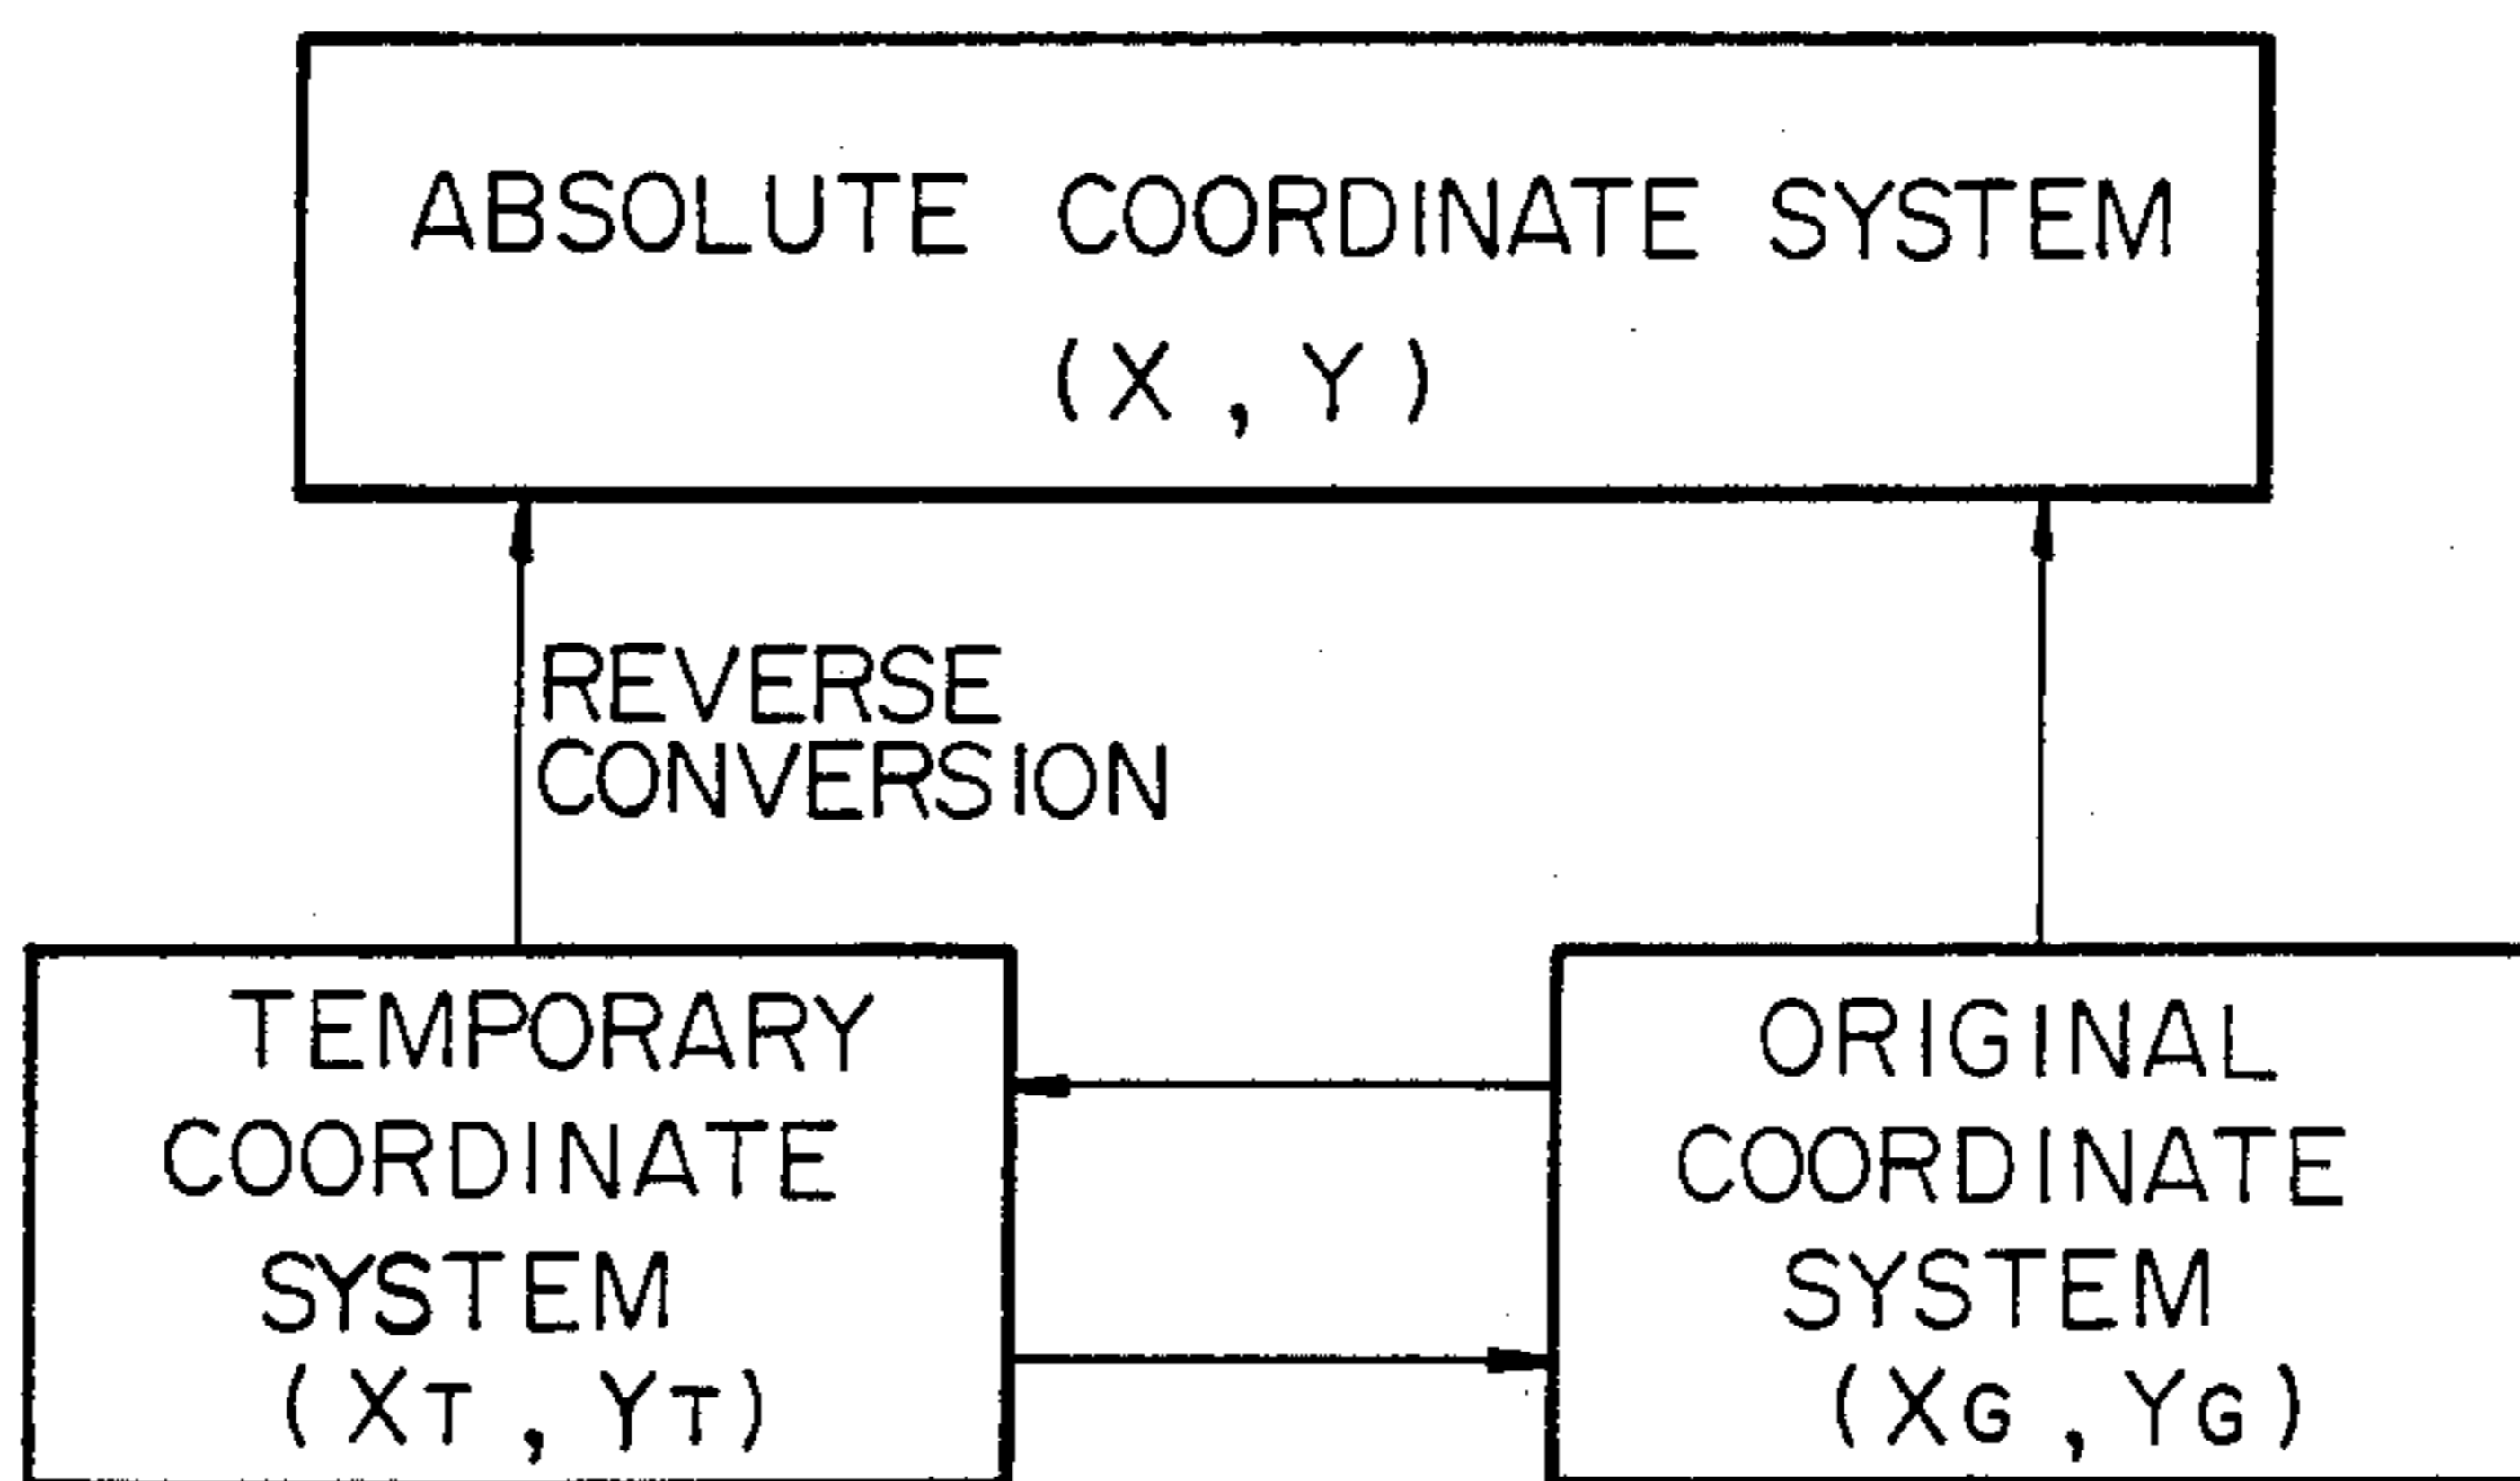 ABSOLUTE COORDINATE SYSTEM
(X, Y)
REVERSE
CONVERSION
TEMPORARY
COORDINATE
SYSTEM
(XT, YT)
ORIGINAL
COORDINATE
SYSTEM
(XG, YG)